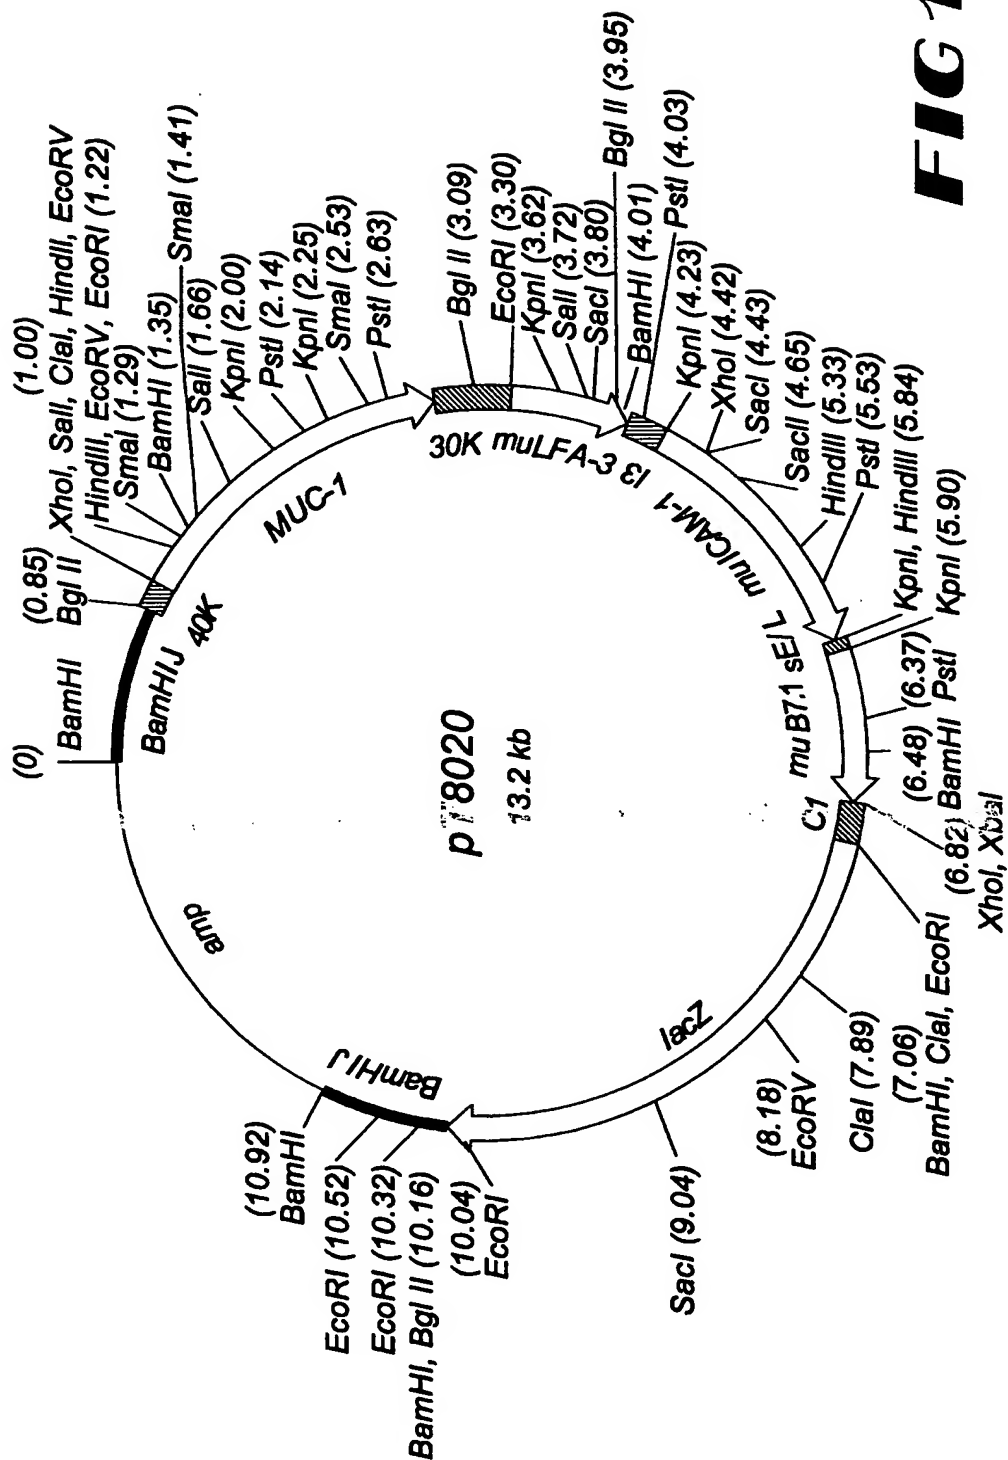 (0)
BamHI
(0.85)
Bgl II
(1.00)
XhoI, SalI, ClaI, HindII, EcoRV
HindIII, EcoRV, EcoRI (1.22)
SmaI (1.29)
BamHI (1.35)
SmaI (1.41)
SalI (1.66)
KpnI (2.00)
PstI (2.14)
KpnI (2.25)
SmaI (2.53)
PstI (2.63)
Bgl II (3.09)
EcoRI (3.30)
KpnI (3.62)
SalI (3.72)
SacI (3.80)
Bgl II (3.95)
BamHI (4.01)
PstI (4.03)
KpnI (4.23)
XhoI (4.42)
SacI (4.43)
SacII (4.65)
HindIII (5.33)
PstI (5.53)
KpnI, HindIII (5.84)
KpnI (5.90)
(6.37)
PstI
(6.48)
BamHI
(6.82)
XhoI, XbaI
(7.06)
BamHI, ClaI, EcoRI
ClaI (7.89)
(8.18)
EcoRV
SacI (9.04)
(10.04)
EcoRI
BamHI, Bgl II (10.16)
EcoRI (10.32)
EcoRI (10.52)
(10.92)
BamHI
BamHIJ
40K
MUC-1
30K
muLFA-3
I3
muICAM-1
sE/L
muB7.1
C1
lacZ
BamHIJ
amp
pT8020
13.2 kb